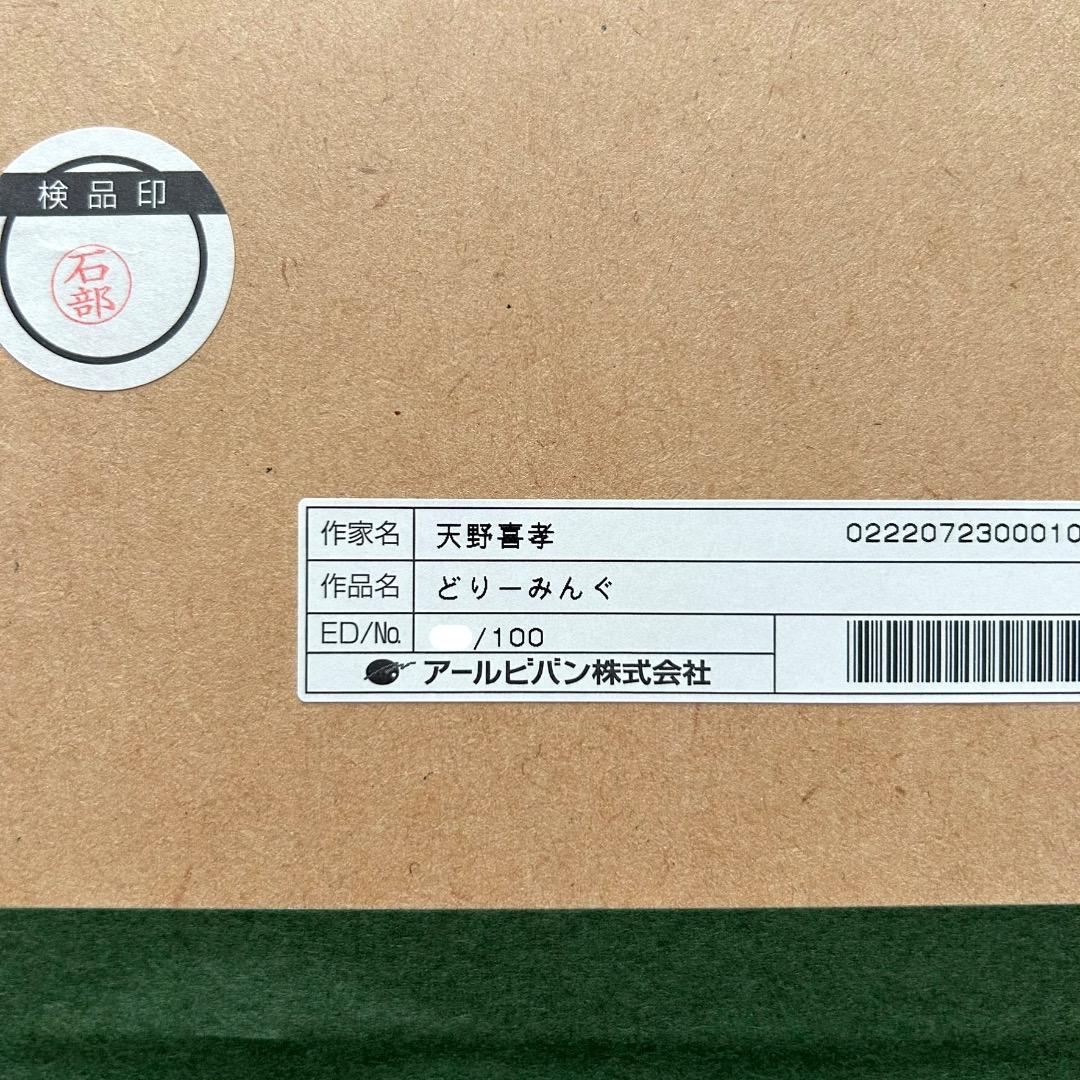 検品印
石部
作家名 天野喜孝 0222072300010
作品名 どりーみんぐ
ED/No. /100
アールビバン株式会社